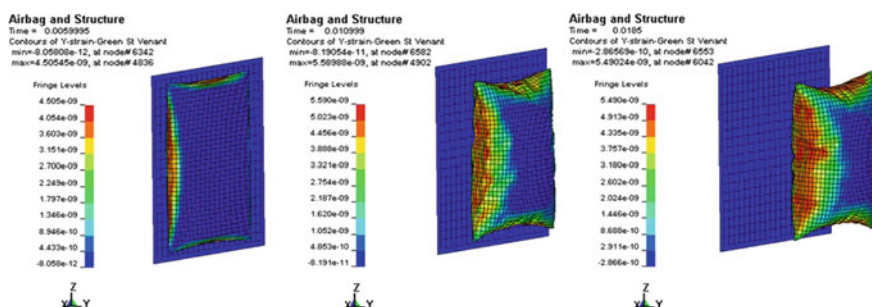 Airbag and Structure
Time = 0.0059995
Contours of Y-strain-Green St Venant
min=-8.05808e-12, at node# 6342
max=4.50545e-09, at node# 4836
Fringe Levels
4.505e-09
4.054e-09
3.603e-09
3.151e-09
2.700e-09
2.249e-09
1.797e-09
1.346e-09
8.946e-10
4.433e-10
-8.058e-12
X
Z
Y
Airbag and Structure
Time = 0.010999
Contours of Y-strain-Green St Venant
min=-8.19054e-11, at node# 6582
max=5.58988e-09, at node# 4902
Fringe Levels
5.590e-09
5.023e-09
4.456e-09
3.888e-09
3.321e-09
2.754e-09
2.187e-09
1.620e-09
1.052e-09
4.853e-10
-8.191e-11
X
Z
Y
Airbag and Structure
Time = 0.0185
Contours of Y-strain-Green St Venant
min=-2.86569e-10, at node# 6553
max=5.49024e-09, at node# 6042
Fringe Levels
5.490e-09
4.913e-09
4.335e-09
3.757e-09
3.180e-09
2.602e-09
2.024e-09
1.446e-09
8.688e-10
2.911e-10
-2.866e-10
X
Z
Y